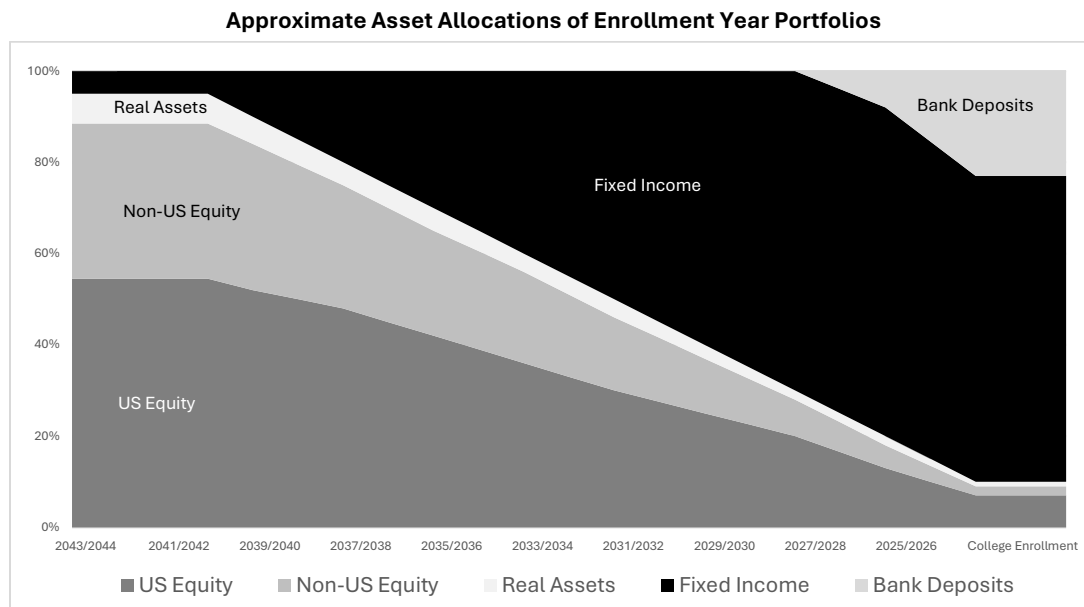 Approximate Asset Allocations of Enrollment Year Portfolios
100%
80%
60%
40%
20%
0%
Real Assets
Bank Deposits
Fixed Income
Non-US Equity
US Equity
2043/2044 2041/2042 2039/2040 2037/2038 2035/2036 2033/2034 2031/2032 2029/2030 2027/2028 2025/2026 College Enrollment
US Equity Non-US Equity Real Assets Fixed Income Bank Deposits